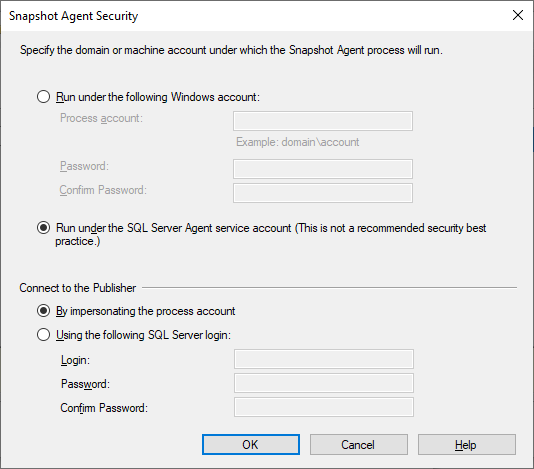 Snapshot Agent Security
Specify the domain or machine account under which the Snapshot Agent process will run.
Run under the following Windows account:
Process account:
Example: domain\account
Password:
Confirm Password:
Run under the SQL Server Agent service account (This is not a recommended security best
practice.)
Connect to the Publisher
By impersonating the process account
Using the following SQL Server login:
Login:
Password:
Confirm Password:
OK
Cancel
Help